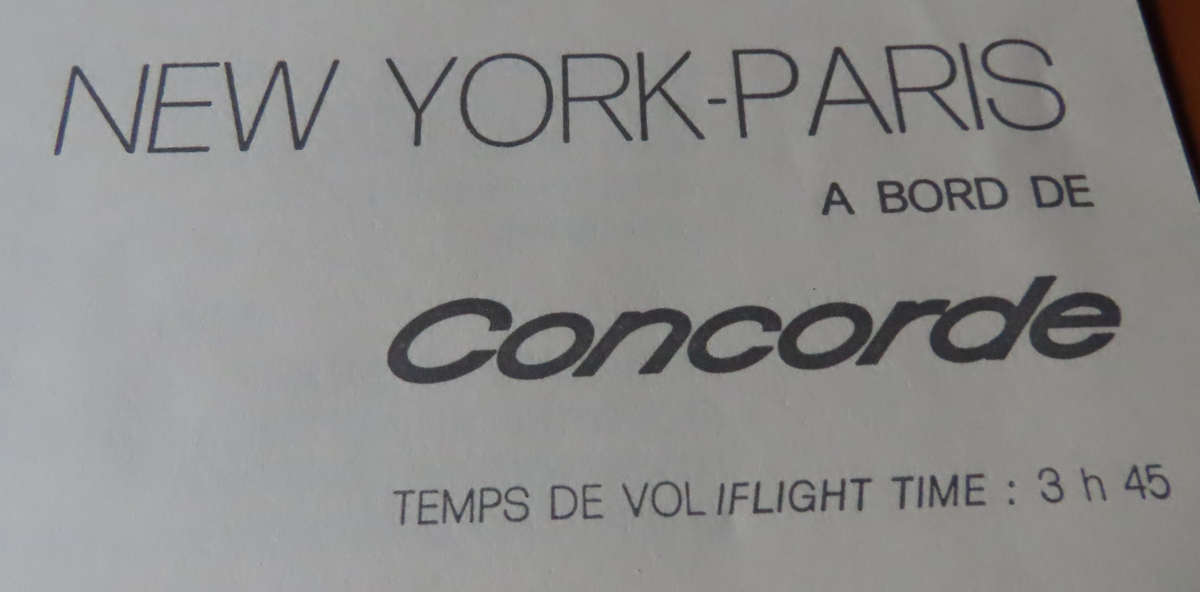 NEW YORK-PARIS
A BORD DE
Concorde
TEMPS DE VOL/FLIGHT TIME : 3 h 45